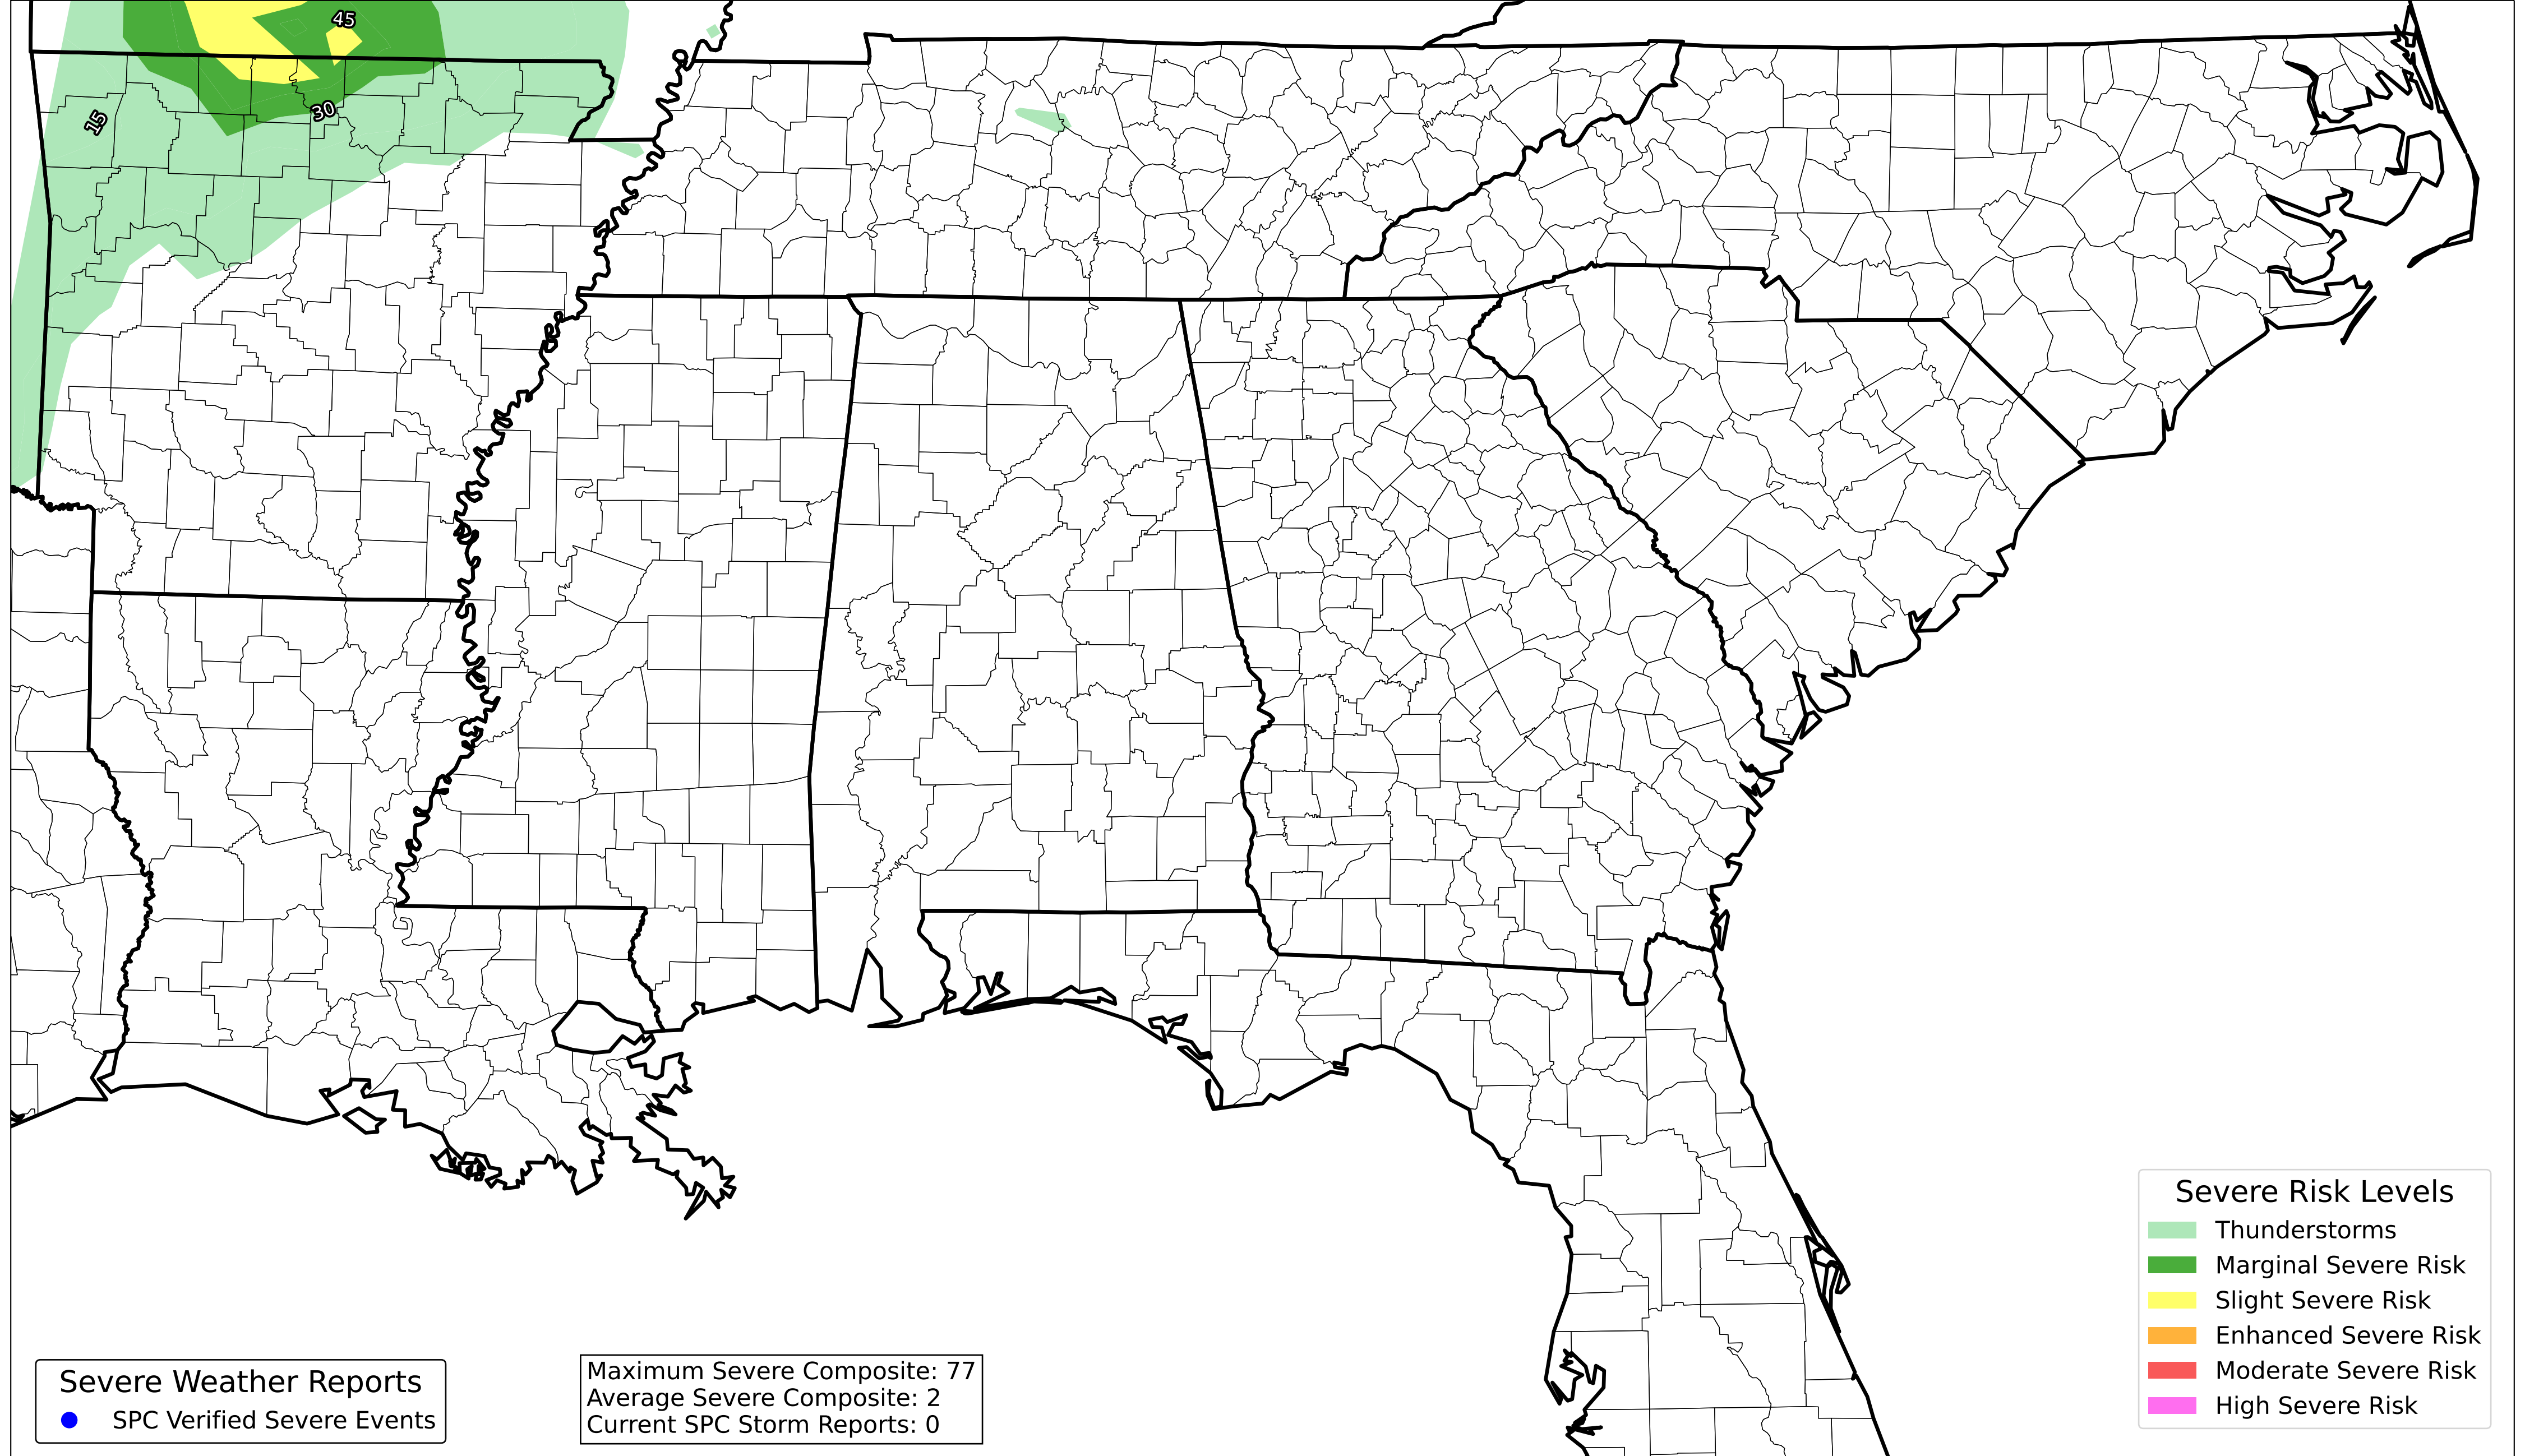 45
30
15
Severe Risk Levels
Thunderstorms
Marginal Severe Risk
Slight Severe Risk
Enhanced Severe Risk
Moderate Severe Risk
High Severe Risk
Severe Weather Reports
SPC Verified Severe Events
Maximum Severe Composite: 77
Average Severe Composite: 2
Current SPC Storm Reports: 0